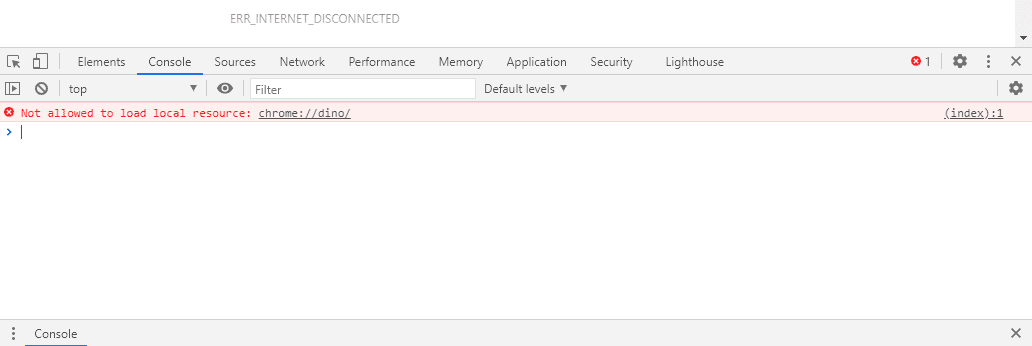 ERR_INTERNET_DISCONNECTED
Elements Console Sources Network Performance Memory Application Security Lighthouse 1
top Filter Default levels
Not allowed to load local resource: chrome://dino/ (index):1
Console